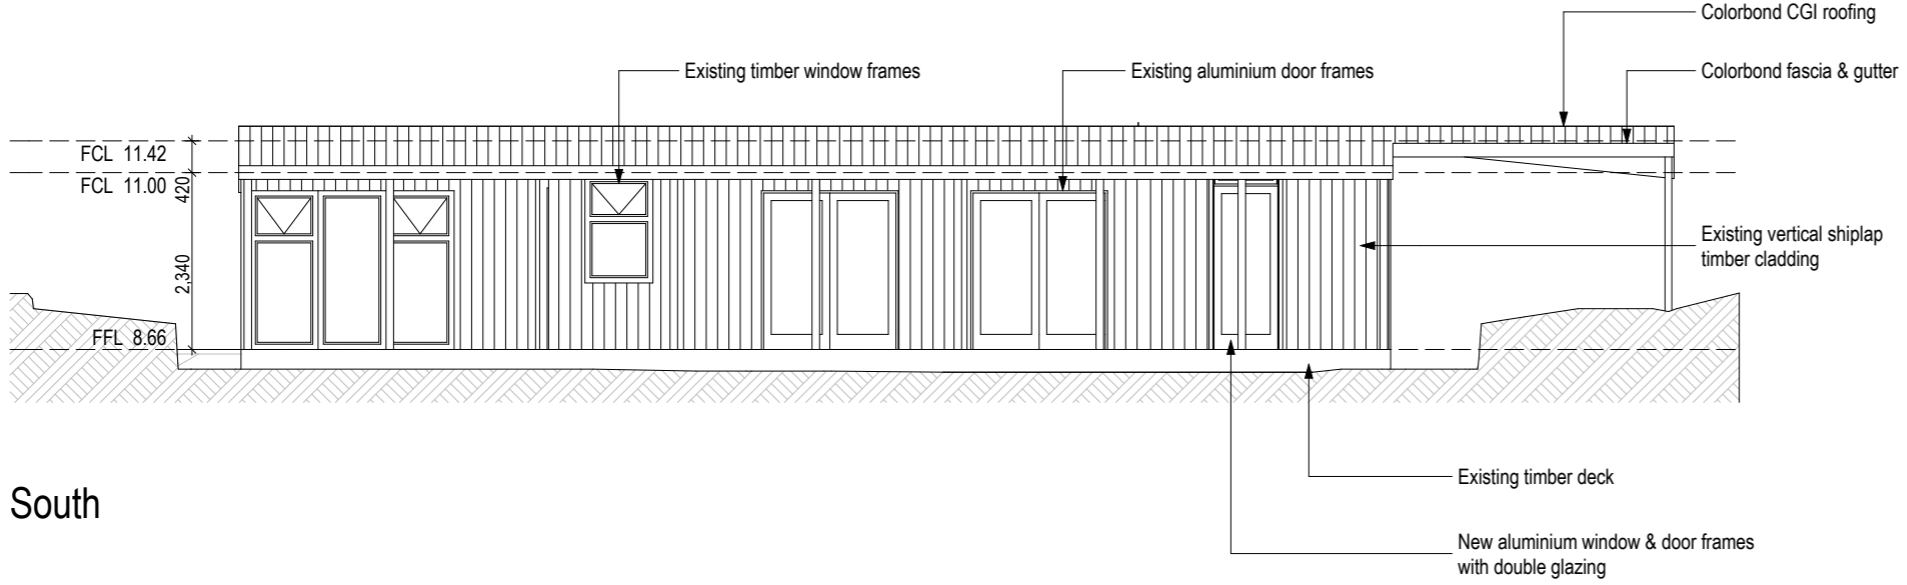 Colorbond CGI roofing
Existing timber window frames
Existing aluminium door frames
Colorbond fascia & gutter
FCL 11.42
FCL 11.00
420
Existing vertical shiplap
timber cladding
2,340
FFL 8.66
Existing timber deck
South
New aluminium window & door frames
with double glazing